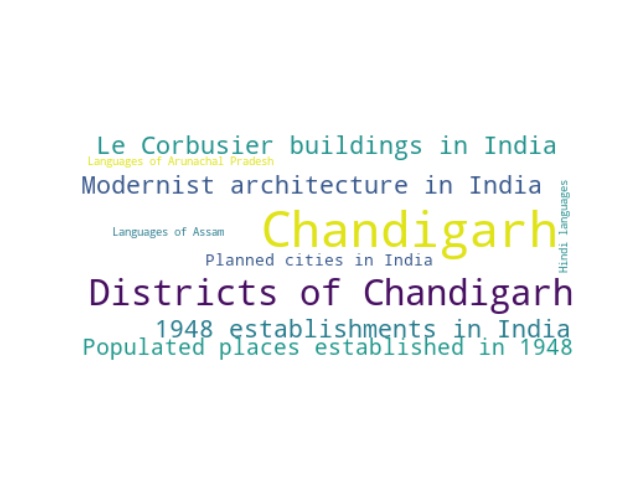 Le Corbusier buildings in India
Languages of Arunachal Pradesh
Modernist architecture in India
Hindi languages
Languages of Assam
Chandigarh
Planned cities in India
Districts of Chandigarh
1948 establishments in India
Populated places established in 1948